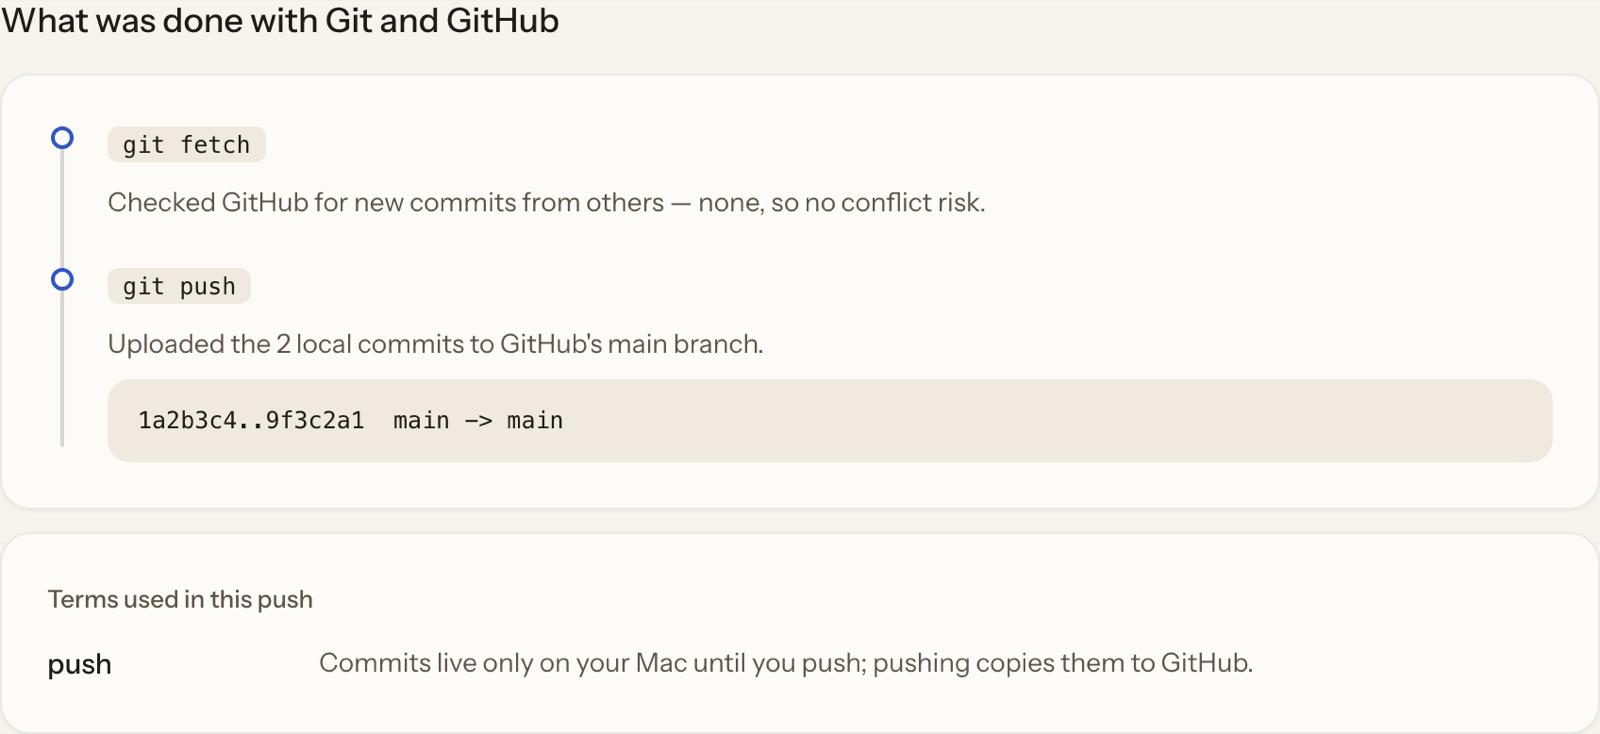 What was done with Git and GitHub
git fetch
Checked GitHub for new commits from others — none, so no conflict risk.
git push
Uploaded the 2 local commits to GitHub's main branch.
1a2b3c4..9f3c2a1  main -> main
Terms used in this push
push
Commits live only on your Mac until you push; pushing copies them to GitHub.